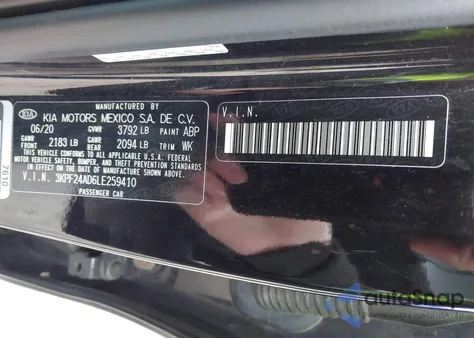 MANUFACTURED BY
KIA KIA MOTORS MEXICO S.A. DE C.V.
06/20 GVWR 3792 LB PAINT ABP
GAWR FRONT 2183 LB GAWR REAR 2094 LB TRIM WK
THIS VEHICLE CONFORMS TO ALL APPLICABLE U.S.A. FEDERAL
MOTOR VEHICLE SAFETY, BUMPER, AND THEFT PREVENTION STANDARDS
IN EFFECT ON THE DATE OF MANUFACTURE SHOWN ABOVE.
V.I.N. 3KPF24AD6LE259410
PASSENGER CAR
7610
V.I.N.
autoSnap